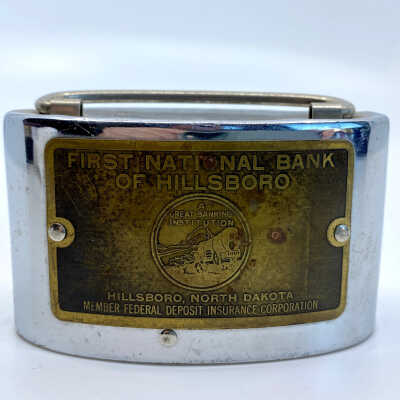 FIRST NATIONAL BANK
OF HILLSBORO
A
GREAT BANKING
INSTITUTION
HILLSBORO, NORTH DAKOTA
MEMBER FEDERAL DEPOSIT INSURANCE CORPORATION